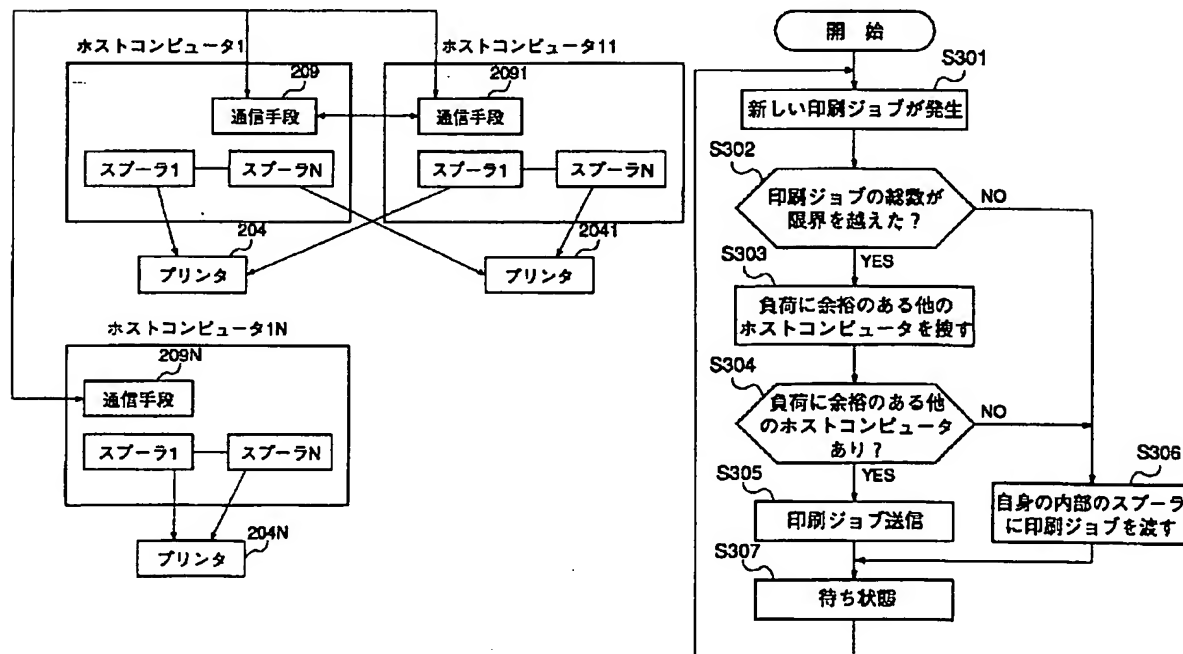 ホストコンピュータ1
209
通信手段
スプーラ1
スプーラN
204
プリンタ
ホストコンピュータ11
2091
通信手段
スプーラ1
スプーラN
2041
プリンタ
ホストコンピュータ1N
209N
通信手段
スプーラ1
スプーラN
204N
プリンタ
開始
S301
新しい印刷ジョブが発生
S302
印刷ジョブの総数が
限界を越えた?
NO
YES
S303
負荷に余裕のある他の
ホストコンピュータを捜す
S304
負荷に余裕のある他
のホストコンピュータ
あり?
NO
YES
S305
印刷ジョブ送信
S306
自身の内部のスプーラ
に印刷ジョブを渡す
S307
待ち状態